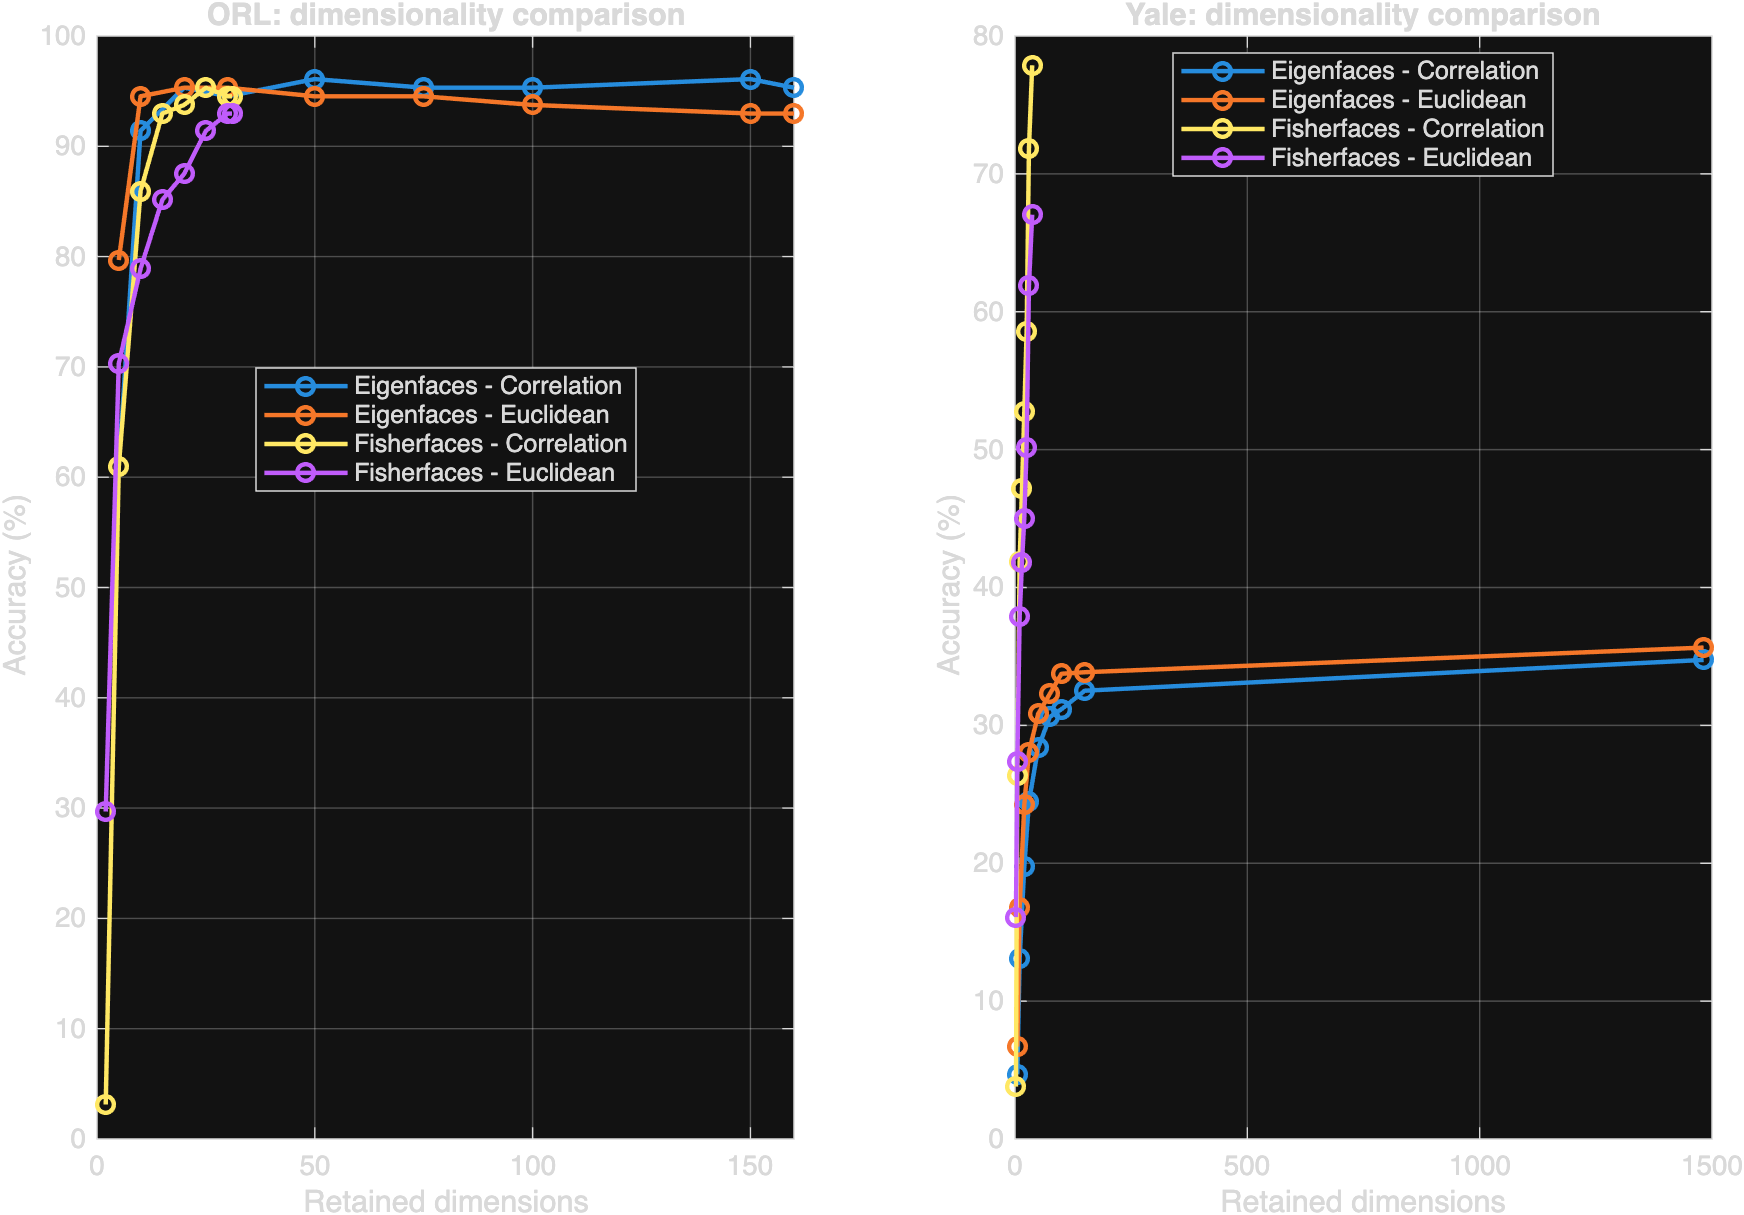 ORL: dimensionality comparison
100
90
80
70
60
50
40
30
20
10
0
Accuracy (%)
Eigenfaces - Correlation
Eigenfaces - Euclidean
Fisherfaces - Correlation
Fisherfaces - Euclidean
0 50 100 150
Retained dimensions
Yale: dimensionality comparison
80
70
60
50
40
30
20
10
0
Accuracy (%)
Eigenfaces - Correlation
Eigenfaces - Euclidean
Fisherfaces - Correlation
Fisherfaces - Euclidean
0 500 1000 1500
Retained dimensions